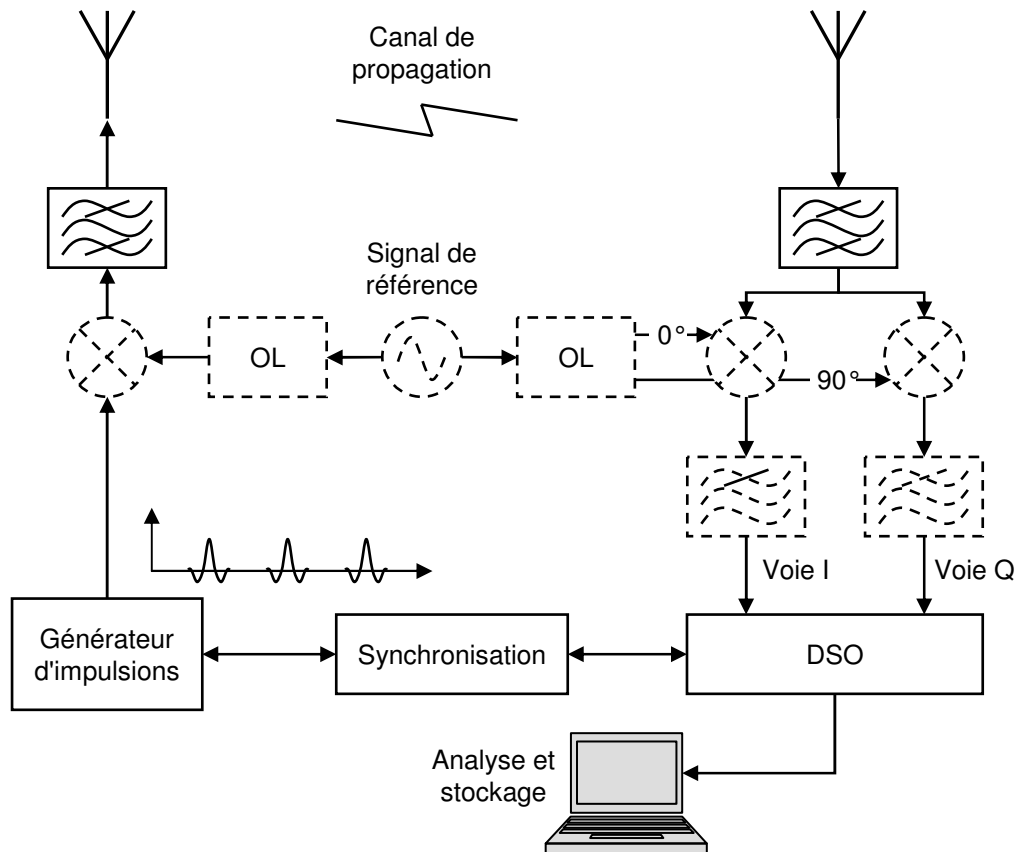 Canal de
propagation
Signal de
référence
OL
OL
0°
90°
Voie I
Voie Q
Générateur
d'impulsions
Synchronisation
DSO
Analyse et
stockage